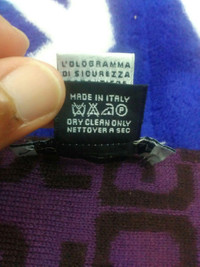 L'OLOGRAMMA
DI SICUREZZA
MADE IN ITALY
P
DRY CLEAN ONLY
NETTOYER A SEC